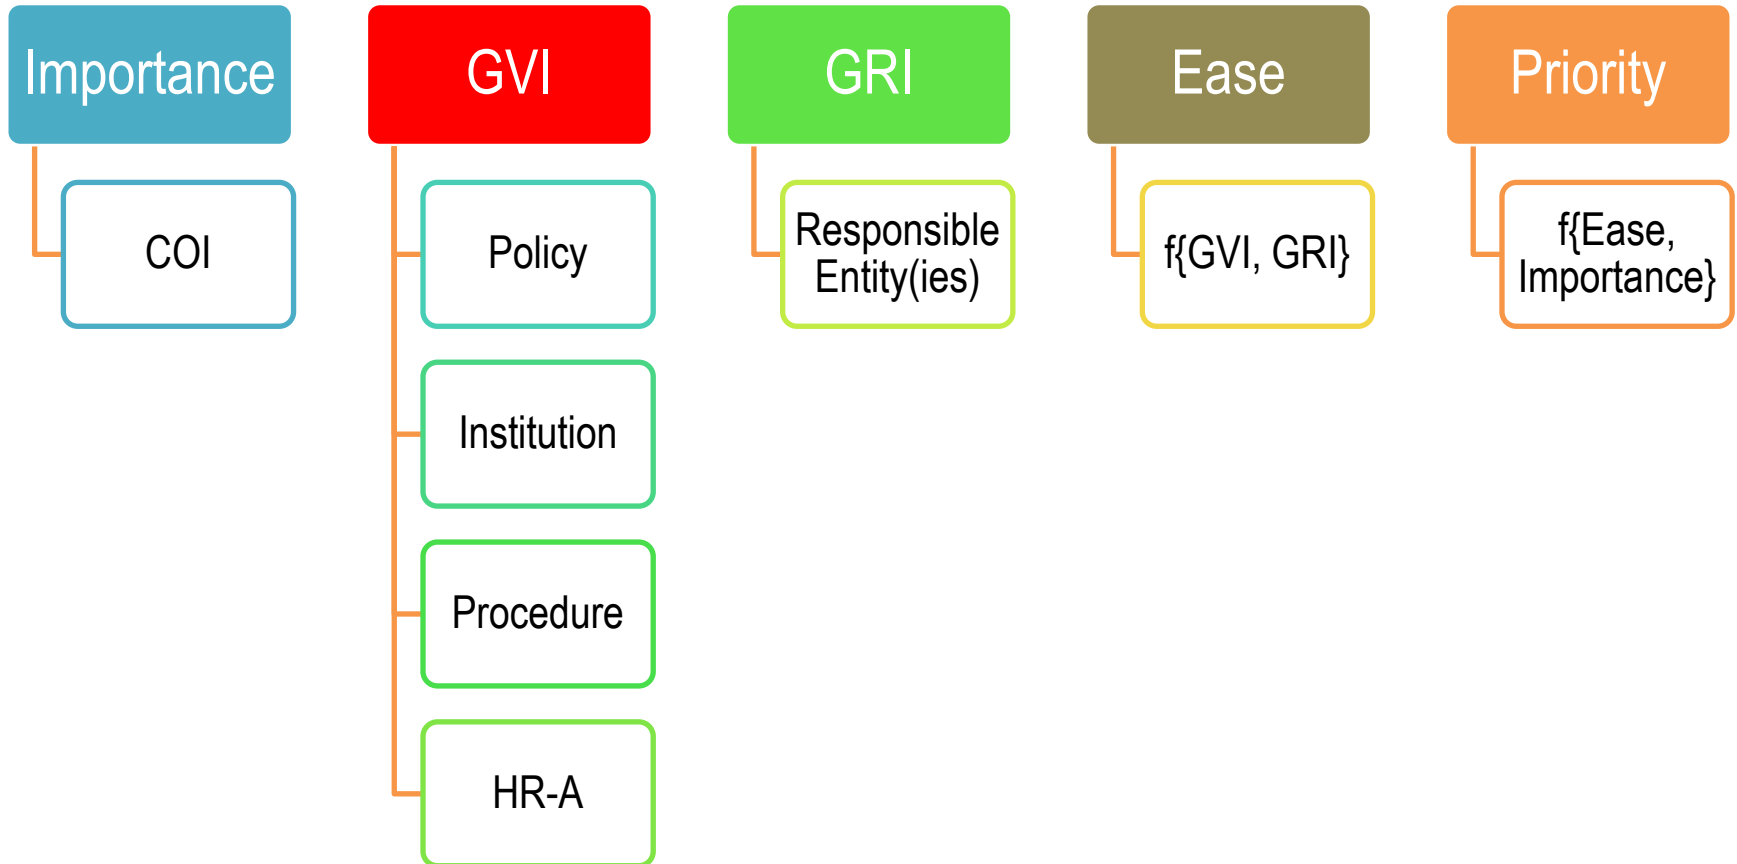 Importance
COI
GVI
Policy
Institution
Procedure
HR-A
GRI
Responsible
Entity(ies)
Ease
f{GVI, GRI}
Priority
f{Ease,
Importance}